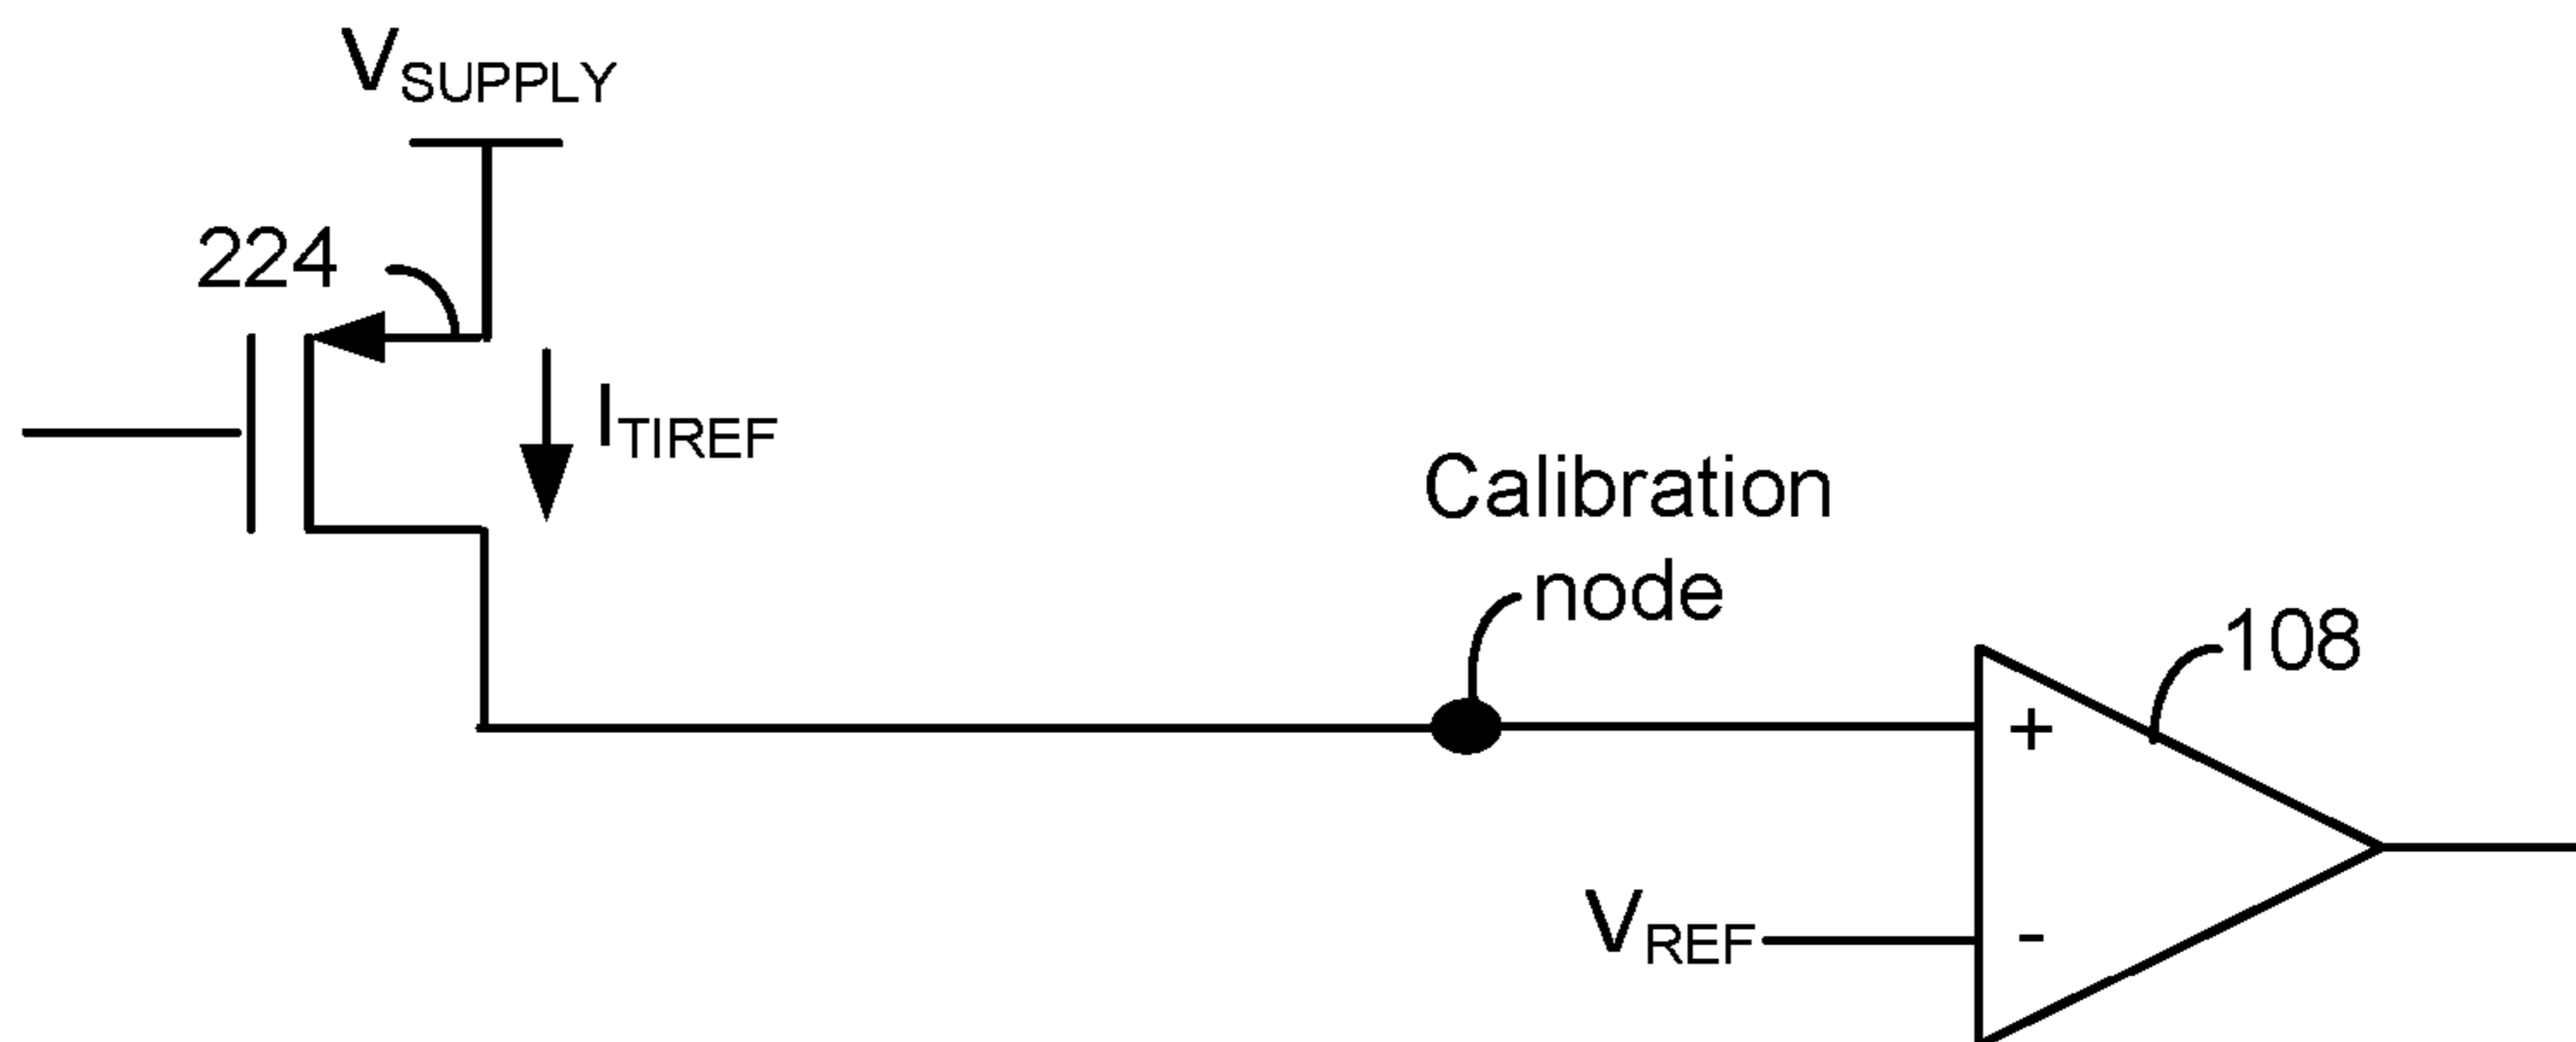 VSUPPLY
224
ITIREF
Calibration
node
108
+
VREF
-